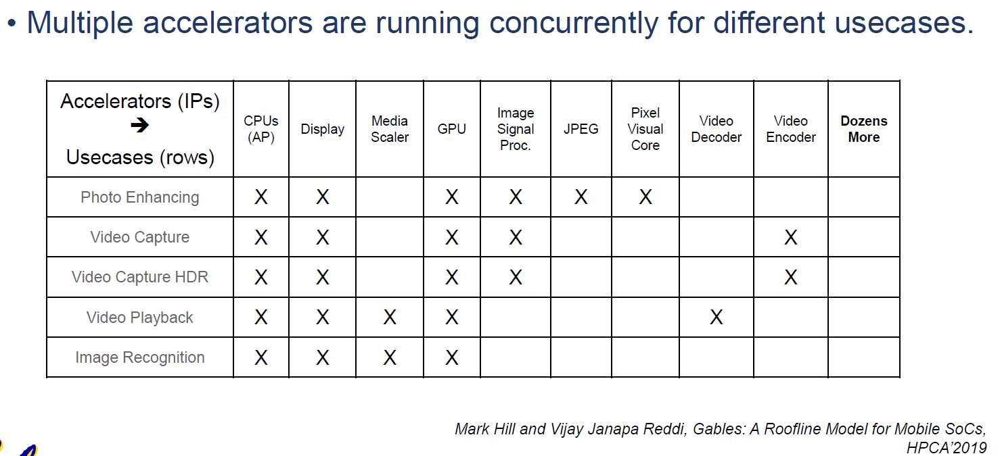 • Multiple accelerators are running concurrently for different usecases.
Accelerators (IPs)
➔
Usecases (rows)
CPUs
(AP)
Display
Media
Scaler
GPU
Image
Signal
Proc.
JPEG
Pixel
Visual
Core
Video
Decoder
Video
Encoder
Dozens
More
Photo Enhancing X X X X X X
Video Capture X X X X X
Video Capture HDR X X X X X
Video Playback X X X X X
Image Recognition X X X X
Mark Hill and Vijay Janapa Reddi, Gables: A Roofline Model for Mobile SoCs,
HPCA’2019